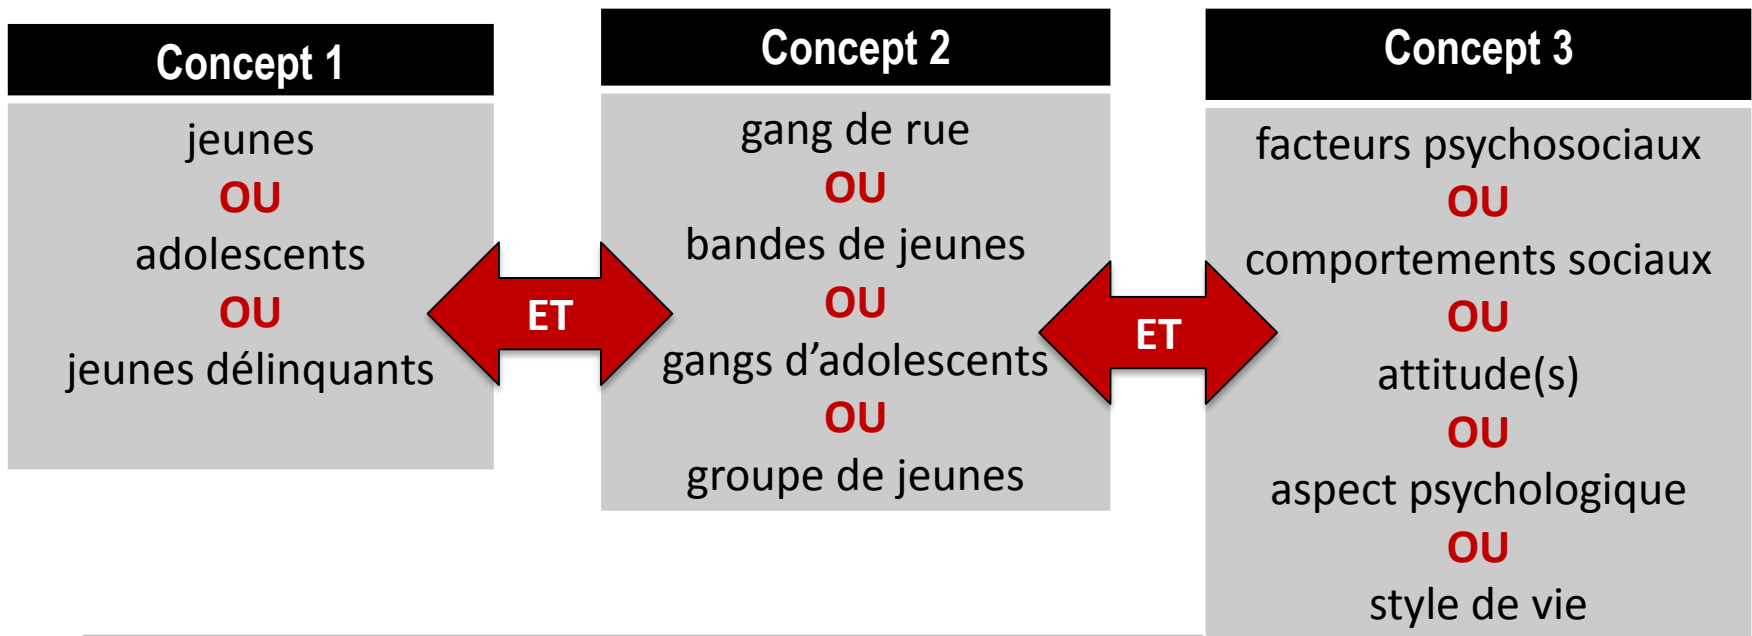 Concept 1
jeunes
OU
adolescents
OU
jeunes délinquants
ET
Concept 2
gang de rue
OU
bandes de jeunes
OU
gangs d’adolescents
OU
groupe de jeunes
ET
Concept 3
facteurs psychosociaux
OU
comportements sociaux
OU
attitude(s)
OU
aspect psychologique
OU
style de vie